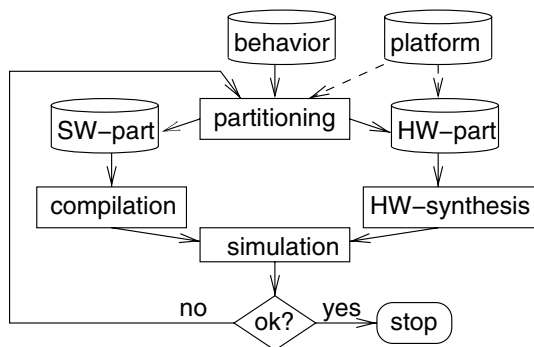 behavior
platform
partitioning
SW-part
HW-part
compilation
HW-synthesis
simulation
no
ok?
yes
stop